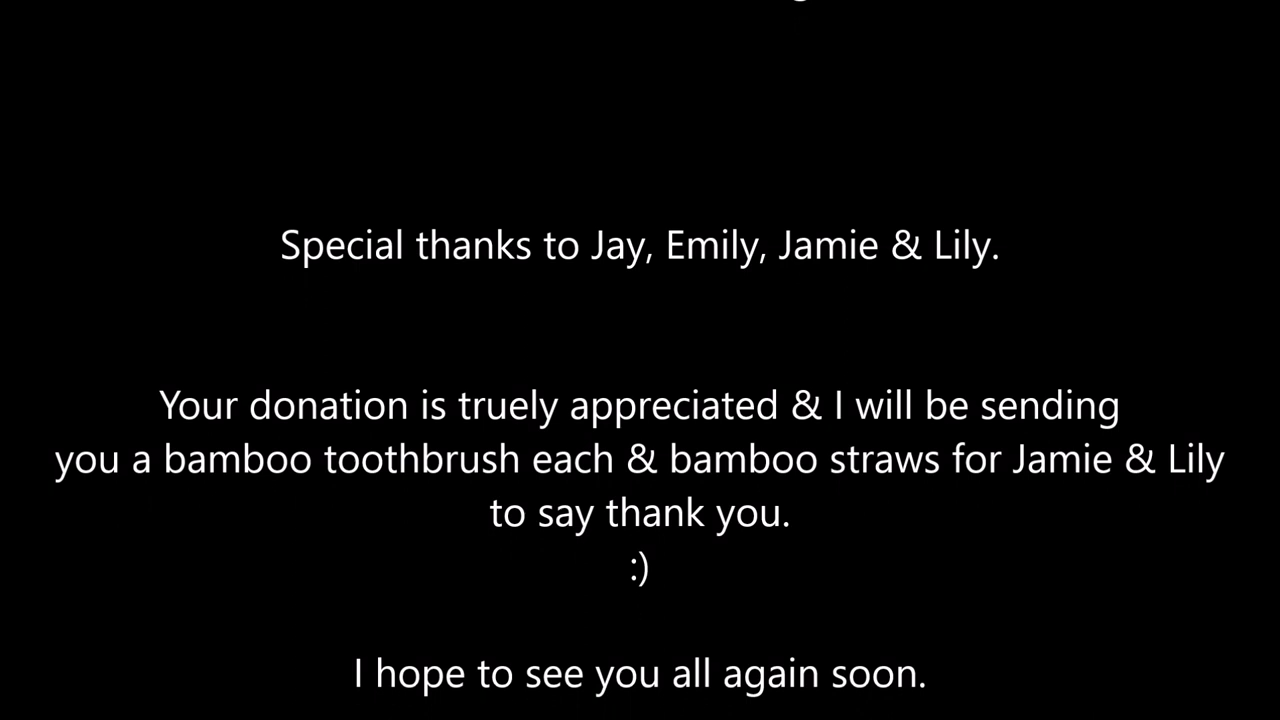 Special thanks to Jay, Emily, Jamie & Lily.
Your donation is truely appreciated & I will be sending
you a bamboo toothbrush each & bamboo straws for Jamie & Lily
to say thank you.
:)
I hope to see you all again soon.